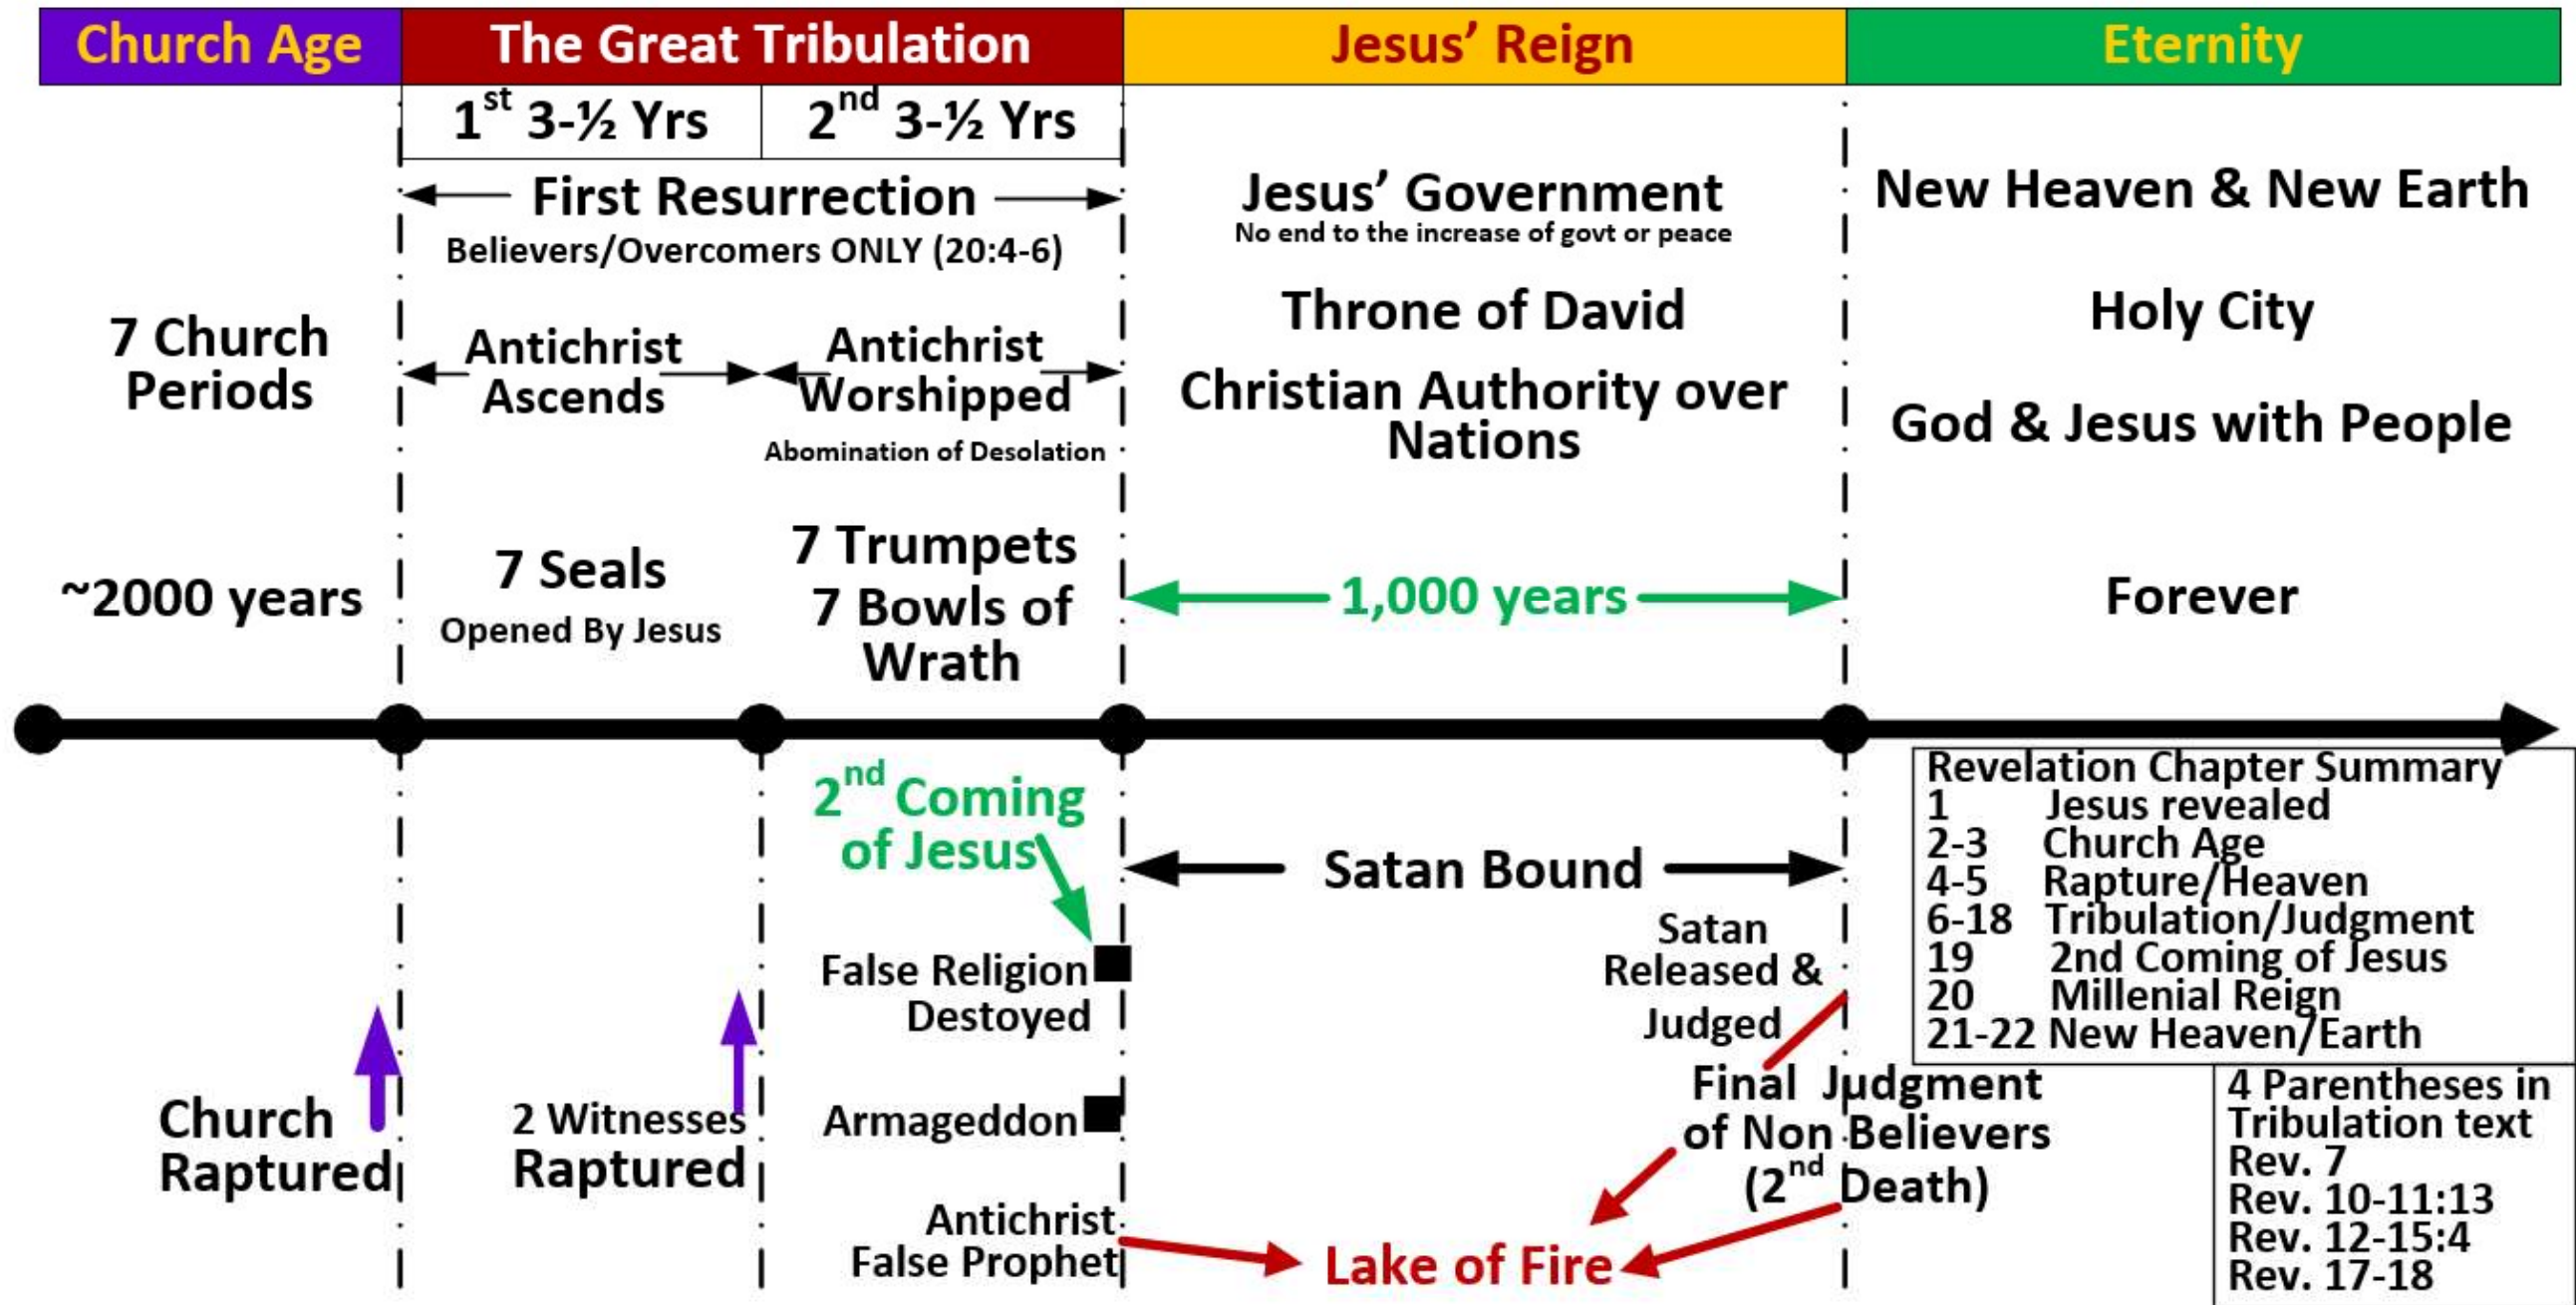 Church Age
The Great Tribulation
Jesus’ Reign
Eternity
1st 3-½ Yrs
2nd 3-½ Yrs
First Resurrection
Believers/Overcomers ONLY (20:4-6)
7 Church
Periods
Antichrist
Ascends
Antichrist
Worshipped
Abomination of Desolation
~2000 years
7 Seals
Opened By Jesus
7 Trumpets
7 Bowls of
Wrath
Jesus’ Government
No end to the increase of govt or peace
Throne of David
Christian Authority over
Nations
1,000 years
New Heaven & New Earth
Holy City
God & Jesus with People
Forever
Church
Raptured
2 Witnesses
Raptured
2nd Coming
of Jesus
False Religion
Destoyed
Armageddon
Antichrist
False Prophet
Satan Bound
Satan
Released &
Judged
Final Judgment
of Non Believers
(2nd Death)
Lake of Fire
Revelation Chapter Summary
1 Jesus revealed
2-3 Church Age
4-5 Rapture/Heaven
6-18 Tribulation/Judgment
19 2nd Coming of Jesus
20 Millenial Reign
21-22 New Heaven/Earth
4 Parentheses in
Tribulation text
Rev. 7
Rev. 10-11:13
Rev. 12-15:4
Rev. 17-18